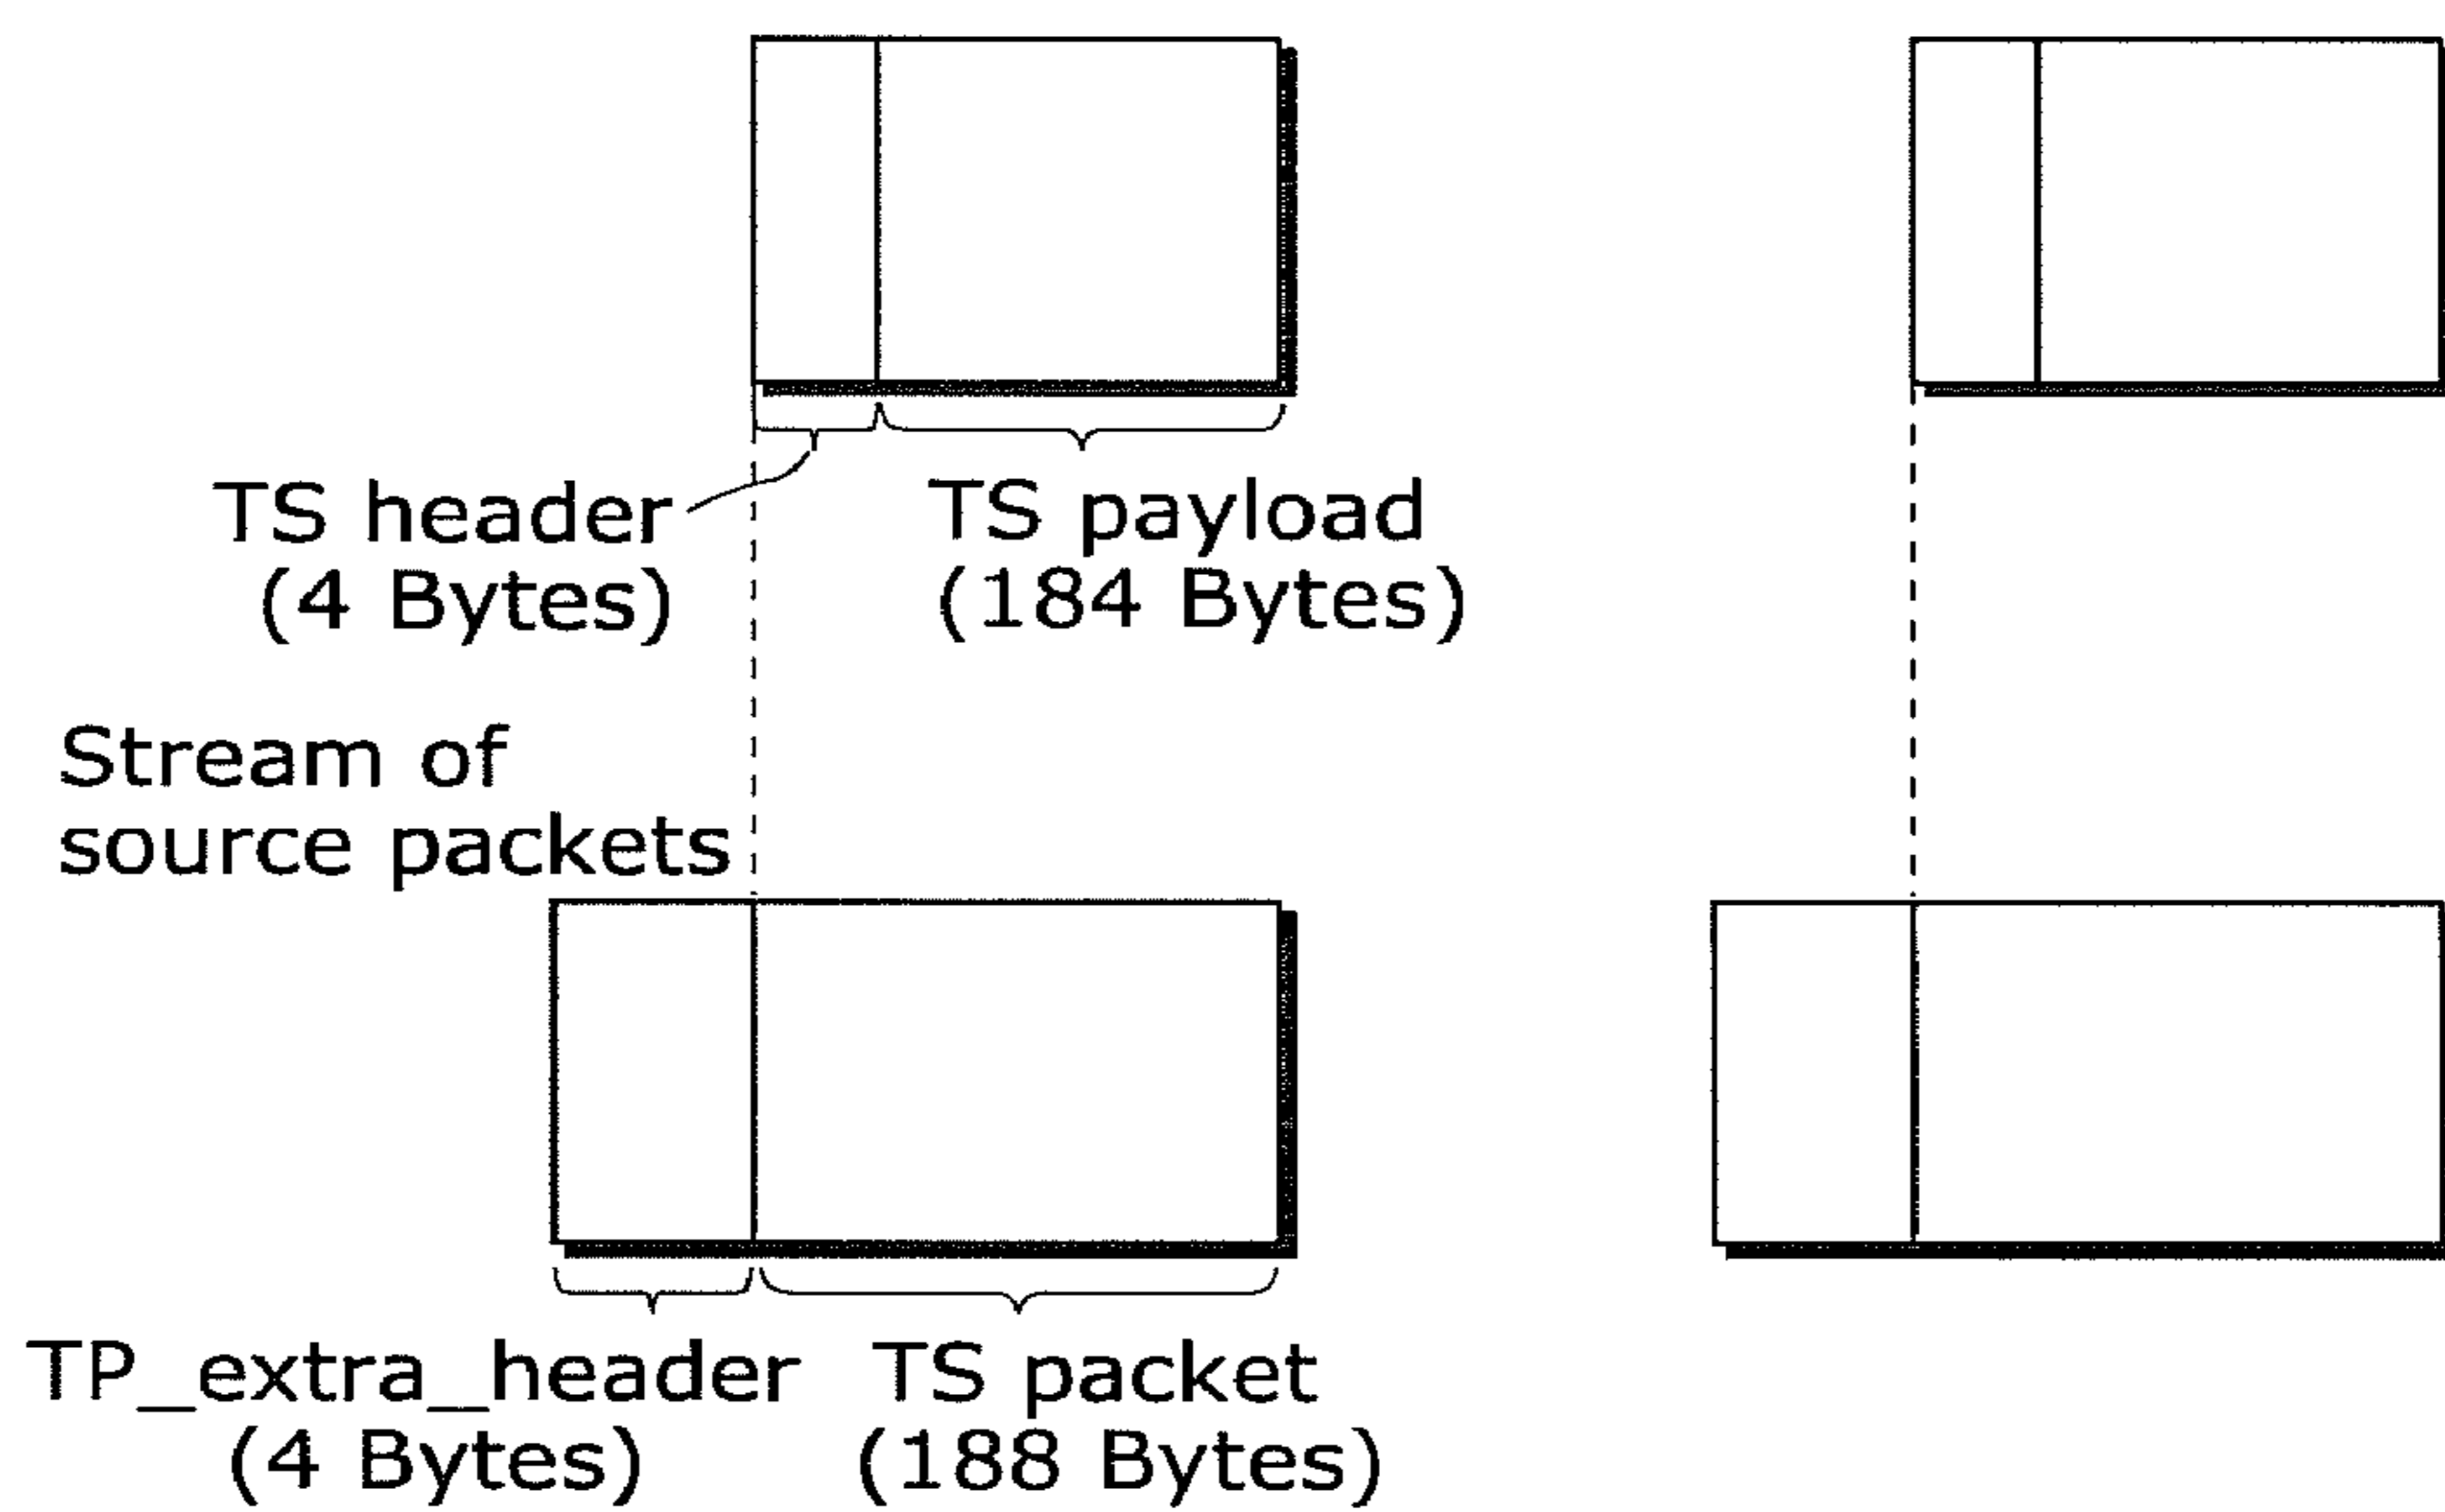 TS header
(4 Bytes)
TS payload
(184 Bytes)
Stream of
source packets
TP_extra_header
(4 Bytes)
TS packet
(188 Bytes)